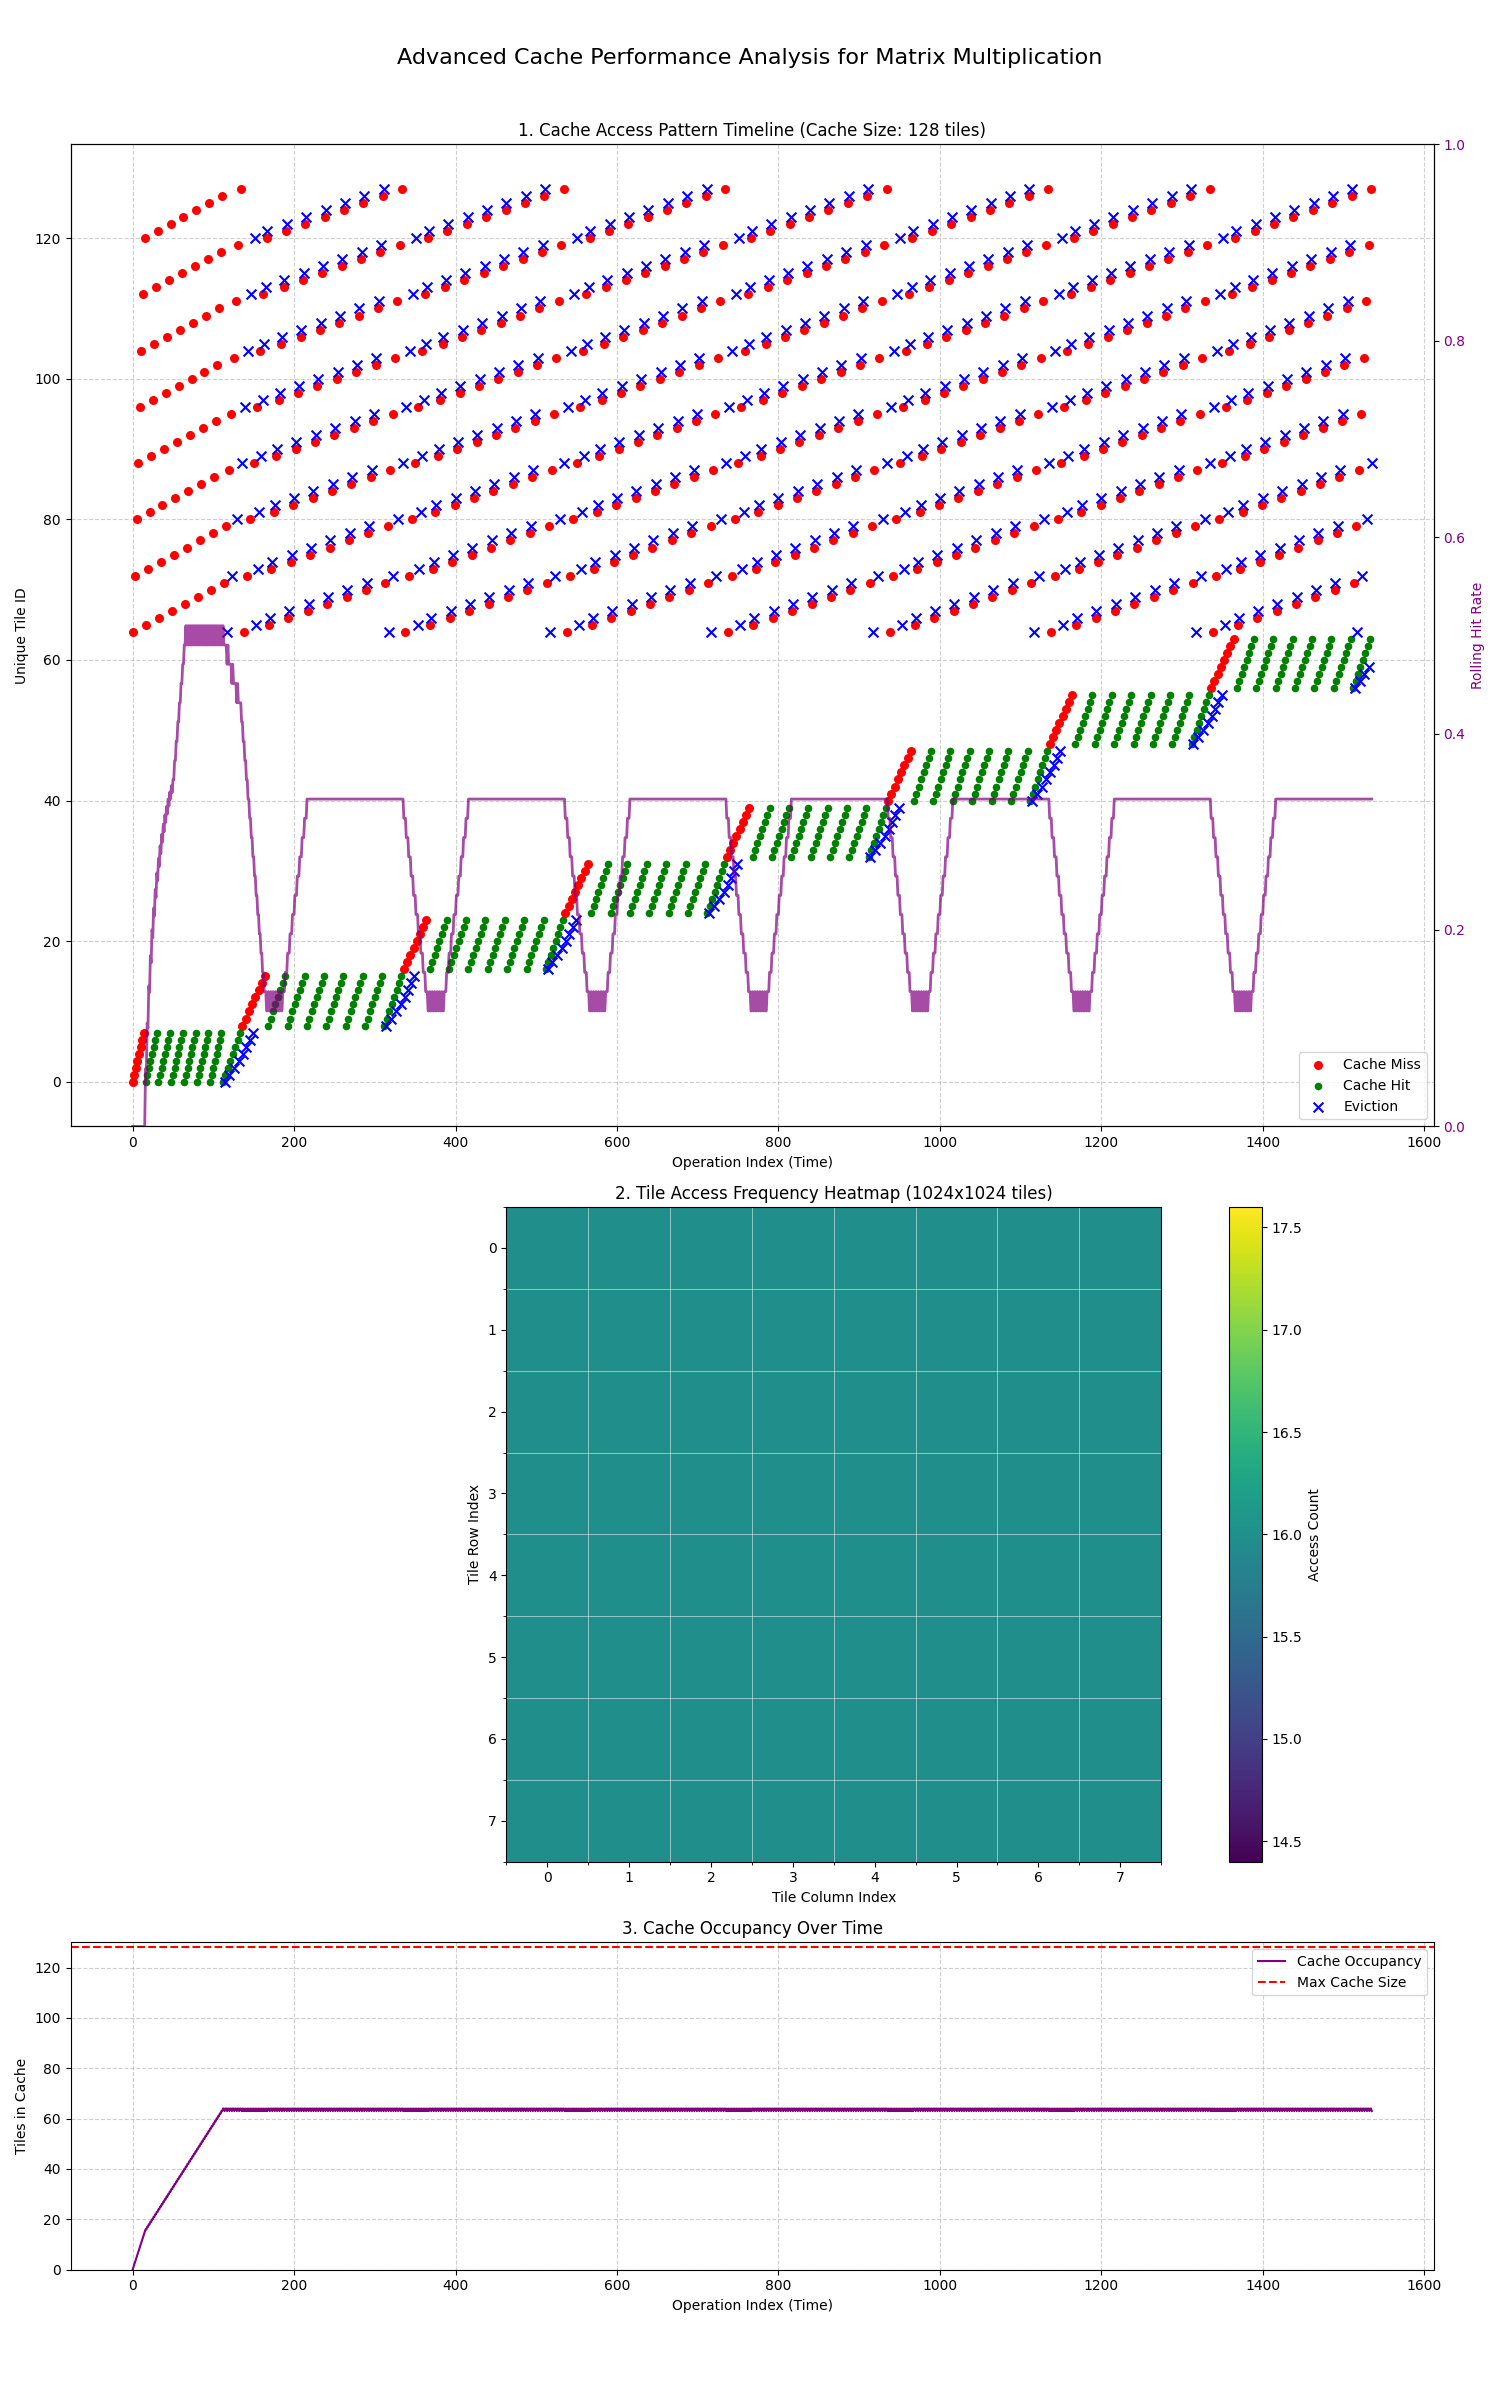 Advanced Cache Performance Analysis for Matrix Multiplication
1. Cache Access Pattern Timeline (Cache Size: 128 tiles)
Unique Tile ID
120
100
80
60
40
20
0
1.0
0.8
0.6
0.4
0.2
0.0
Rolling Hit Rate
Cache Miss
Cache Hit
Eviction
0 200 400 600 800 1000 1200 1400 1600
Operation Index (Time)
2. Tile Access Frequency Heatmap (1024x1024 tiles)
Tile Row Index
0
1
2
3
4
5
6
7
0 1 2 3 4 5 6 7
Tile Column Index
17.5
17.0
16.5
16.0
15.5
15.0
14.5
Access Count
3. Cache Occupancy Over Time
Tiles in Cache
120
100
80
60
40
20
0
Cache Occupancy
Max Cache Size
0 200 400 600 800 1000 1200 1400 1600
Operation Index (Time)